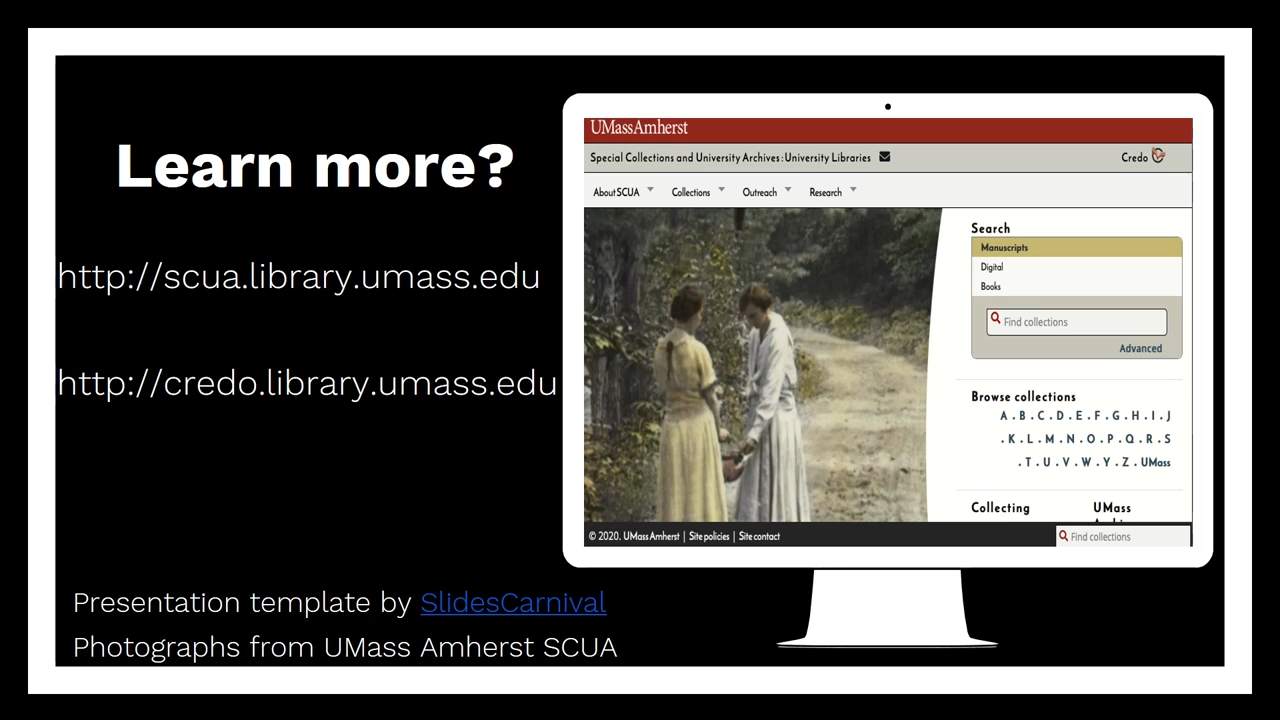 Learn more?
http://scua.library.umass.edu
http://credo.library.umass.edu
Presentation template by SlidesCarnival
Photographs from UMass Amherst SCUA
UMassAmherst
Special Collections and University Archives : University Libraries
Credo
About SCUA Collections Outreach Research
Search
Manuscripts
Digital
Books
Find collections
Advanced
Browse collections
A . B . C . D . E . F . G . H . I . J
. K . L . M . N . O . P . Q . R . S
. T . U . V . W . Y . Z . UMass
Collecting
UMass
© 2020. UMass Amherst | Site policies | Site contact
Find collections